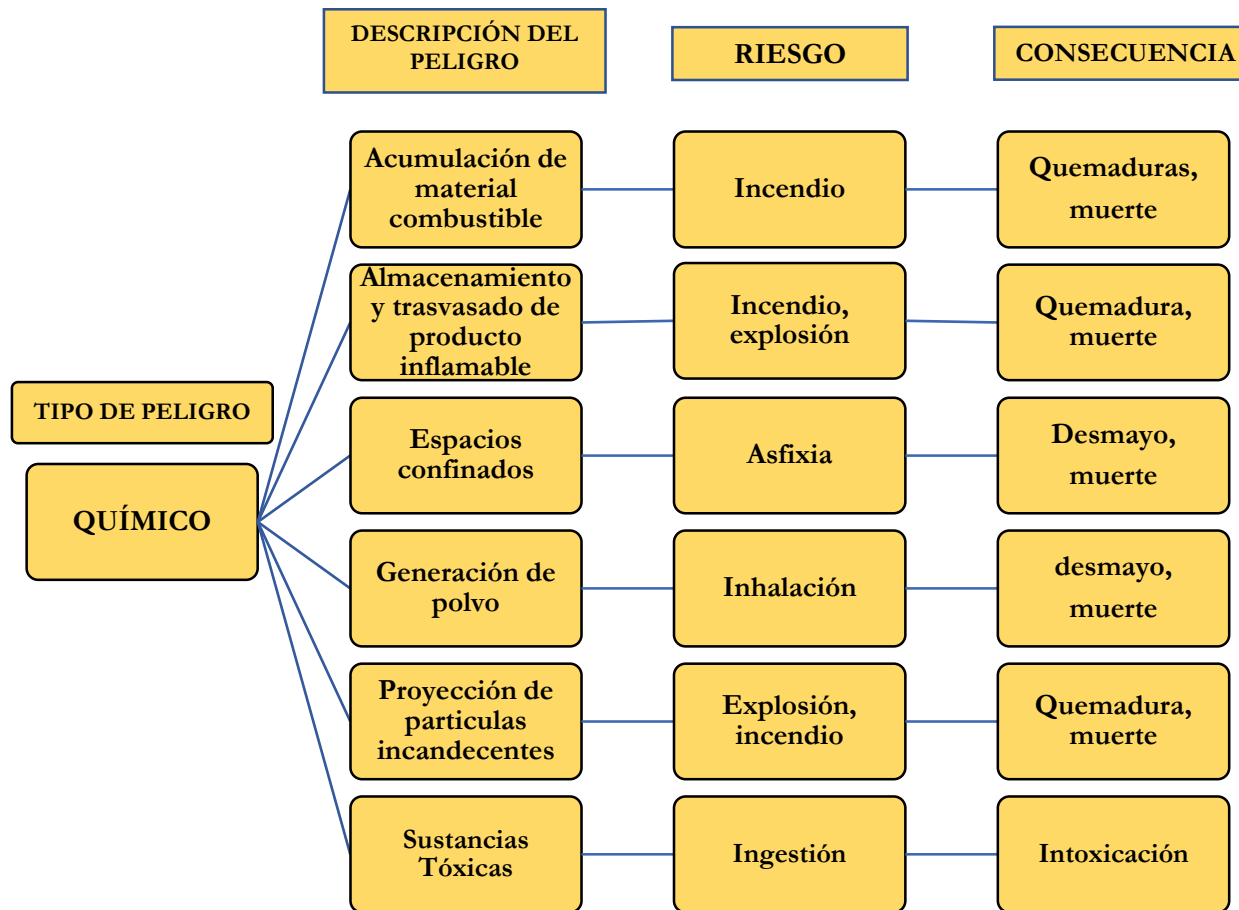 DESCRIPCIÓN DEL
PELIGRO
RIESGO
CONSECUENCIA
TIPO DE PELIGRO
QUÍMICO
Acumulación de
material
combustible
Incendio
Quemaduras,
muerte
Almacenamiento
y trasvasado de
producto
inflamable
Incendio,
explosión
Quemadura,
muerte
Espacios
confinados
Asfixia
Desmayo,
muerte
Generación de
polvo
Inhalación
desmayo,
muerte
Proyección de
particulas
incandecentes
Explosión,
incendio
Quemadura,
muerte
Sustancias
Tóxicas
Ingestión
Intoxicación